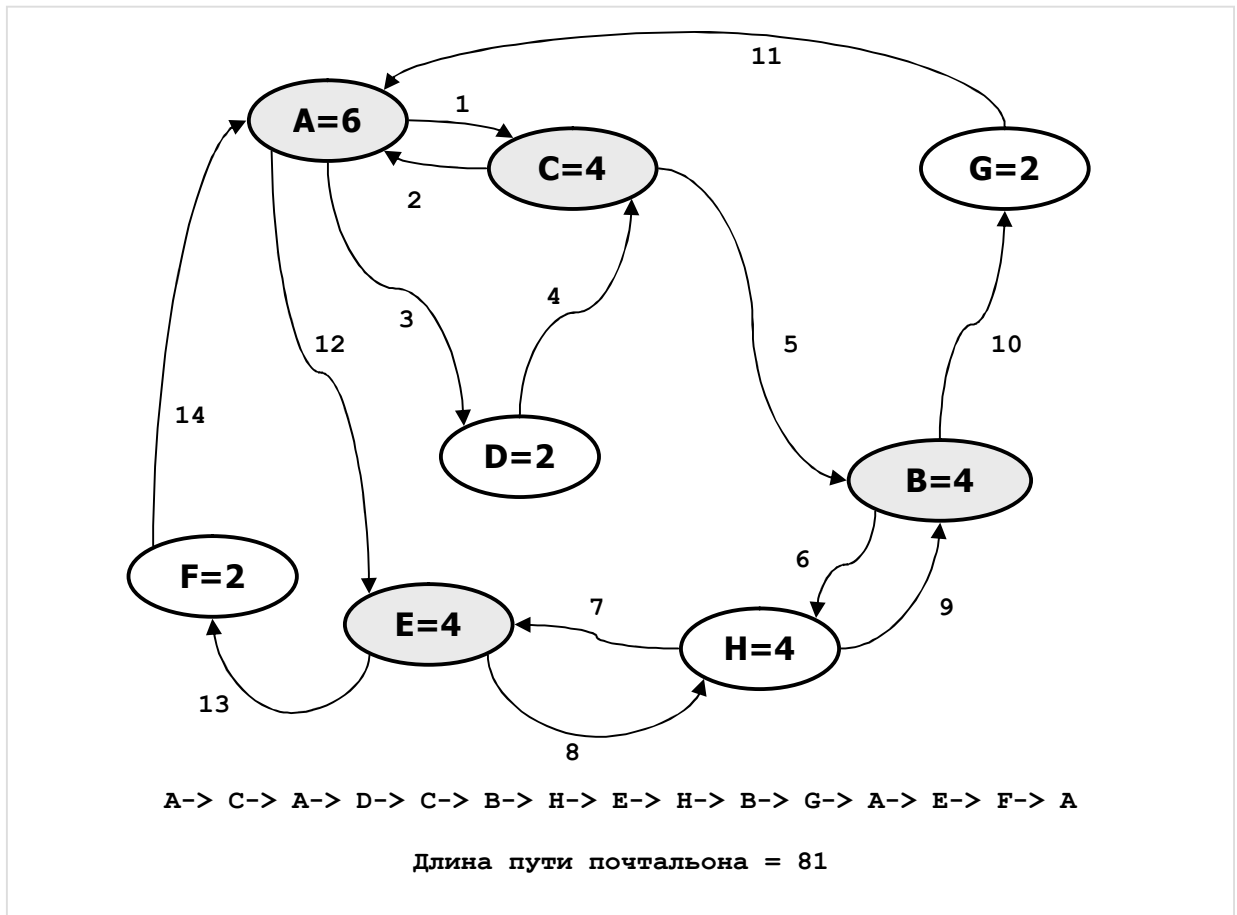 11
1
A=6
C=4
G=2
2
4
3
12
5
10
14
D=2
B=4
6
F=2
7
9
E=4
H=4
13
8
A-> C-> A-> D-> C-> B-> H-> E-> H-> B-> G-> A-> E-> F-> A
Длина пути почтальона = 81